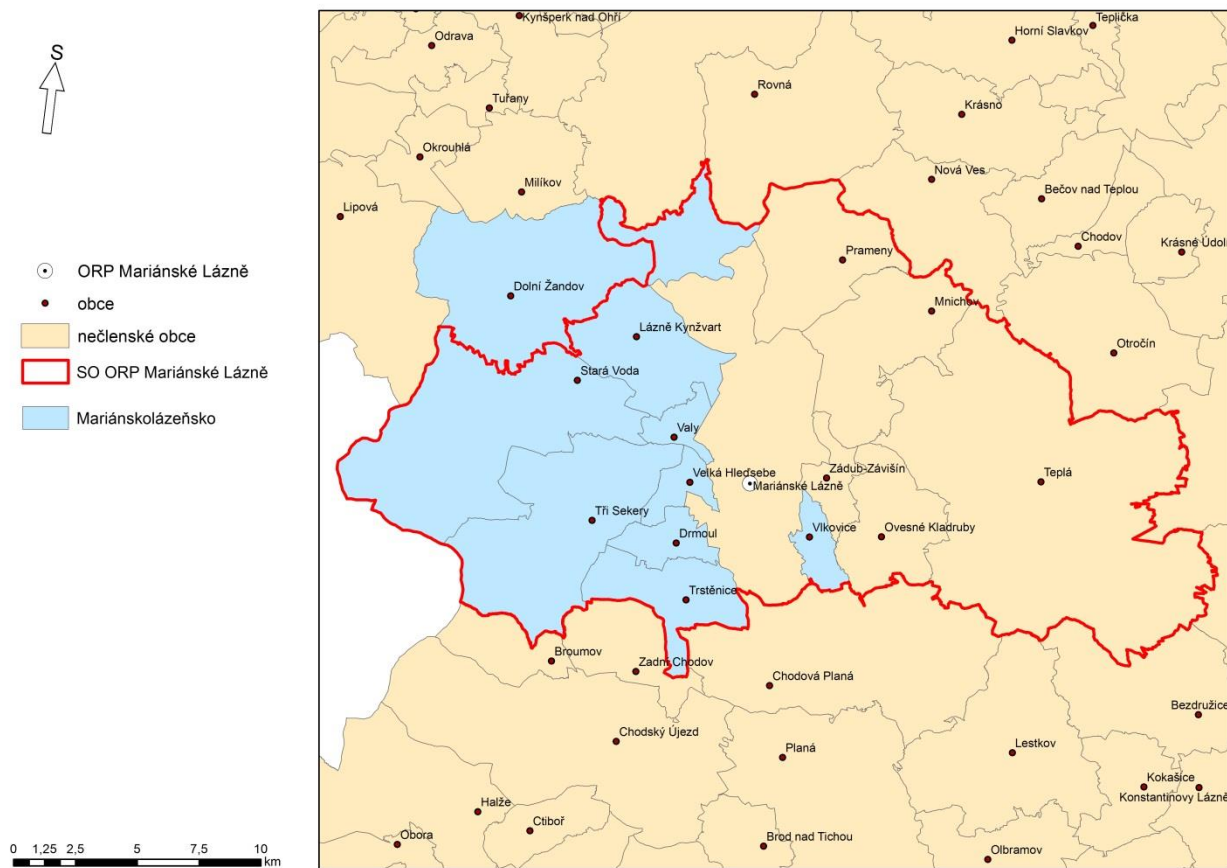 S
ORP Mariánské Lázně
obce
nečlenské obce
SO ORP Mariánské Lázně
Mariánskolázeňsko
0 1,25 2,5 5 7,5 10
km
Kynšperk nad Ohří
Odrava
Teplička
Horní Slavkov
Rovná
Tuřany
Krásno
Okrouhlá
Milíkov
Nová Ves
Bečov nad Teplou
Lipová
Chodov
Krásné Údolí
Prameny
Dolní Žandov
Mnichov
Lázně Kynžvart
Otročín
Stará Voda
Valy
Velká Hleďsebe
Mariánské Lázně
Zádub-Závišín
Teplá
Tři Sekery
Drmoul
Vlkovice
Ovesné Kladruby
Trstěnice
Broumov
Zadní Chodov
Chodová Planá
Bezdružice
Chodský Újezd
Planá
Lestkov
Kokašice
Konstantinovy Lázně
Halže
Ctiboř
Obora
Brod nad Tichou
Olbramov